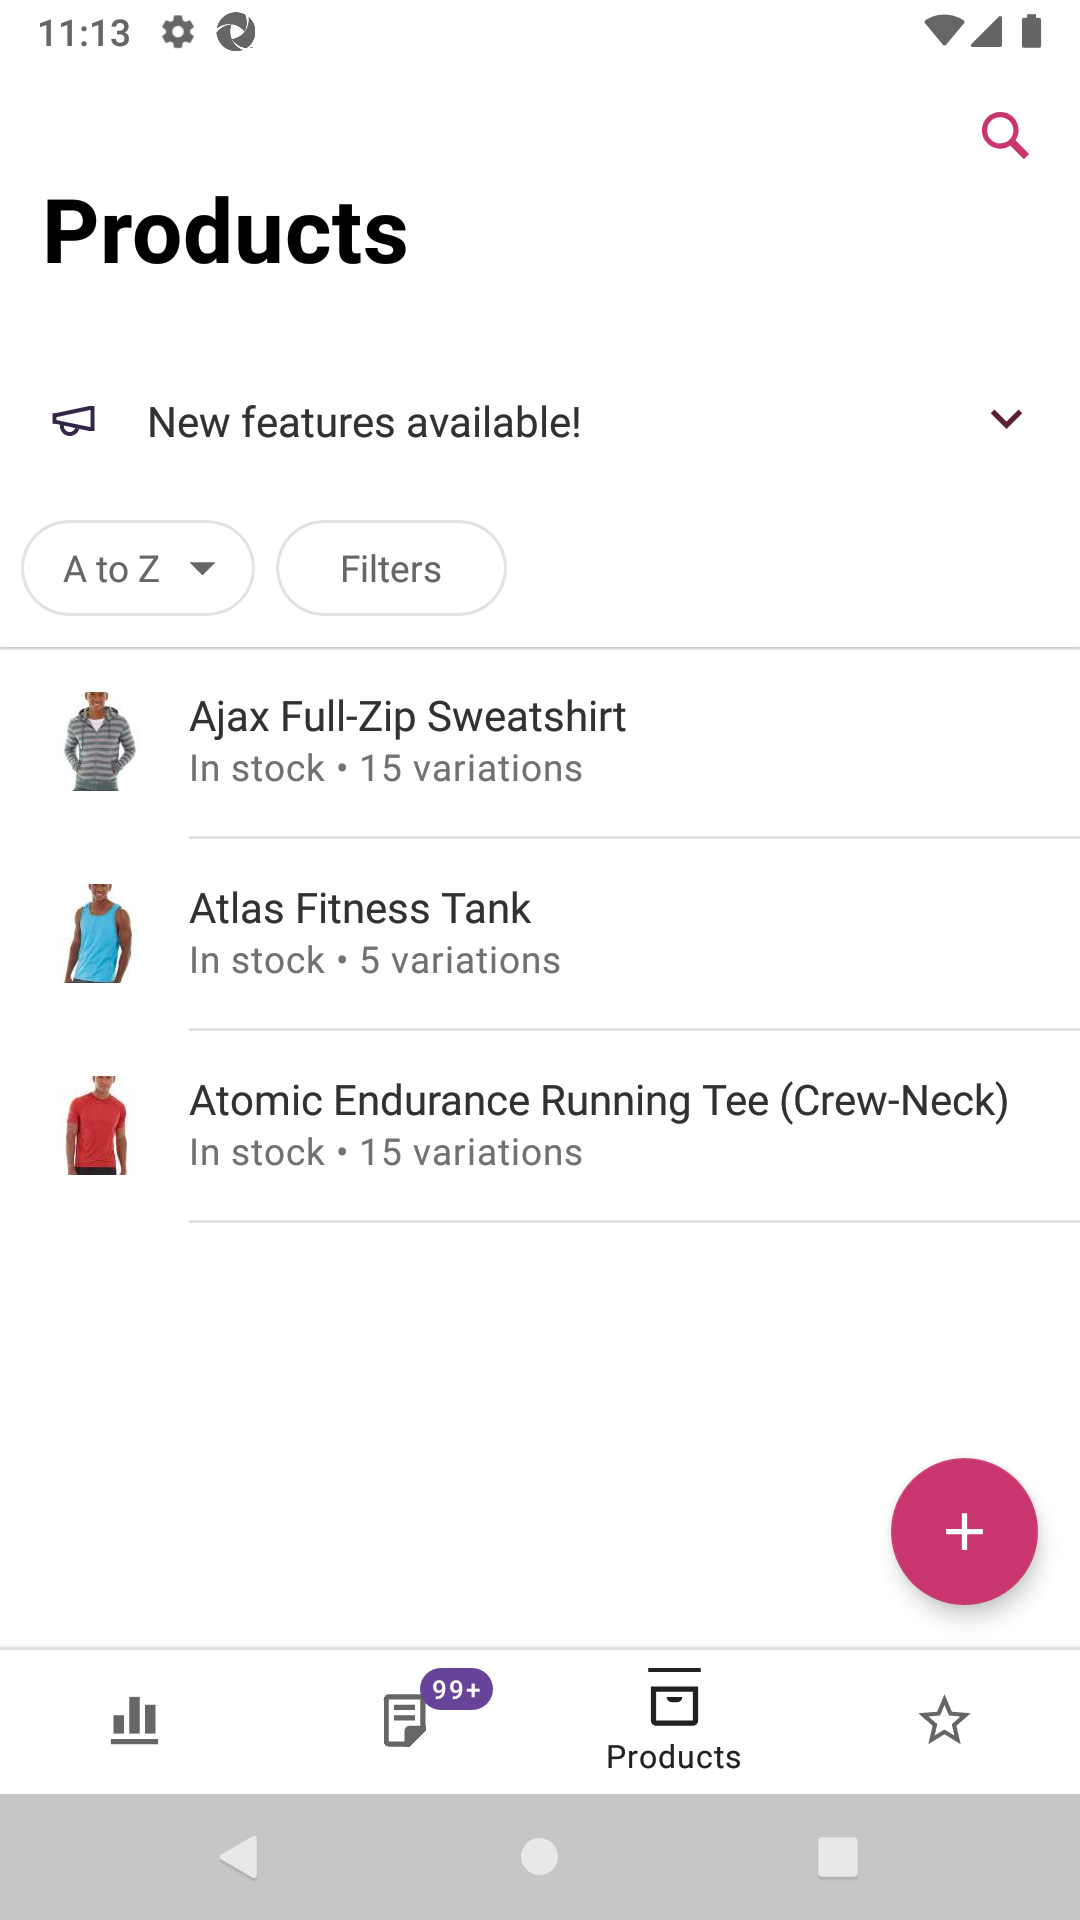 11:13
Products
New features available!
A to Z
Filters
Ajax Full-Zip Sweatshirt
In stock • 15 variations
Atlas Fitness Tank
In stock • 5 variations
Atomic Endurance Running Tee (Crew-Neck)
In stock • 15 variations
99+
Products